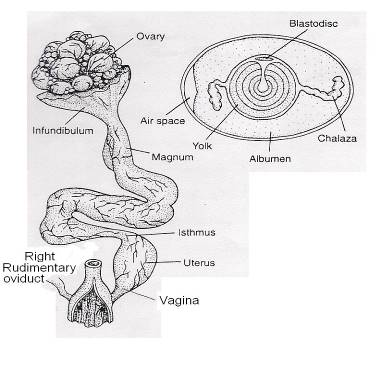 Ovary
Infundibulum
Magnum
Isthmus
Uterus
Right
Rudimentary
oviduct
Vagina
Blastodisc
Air space
Yolk
Albumen
Chalaza